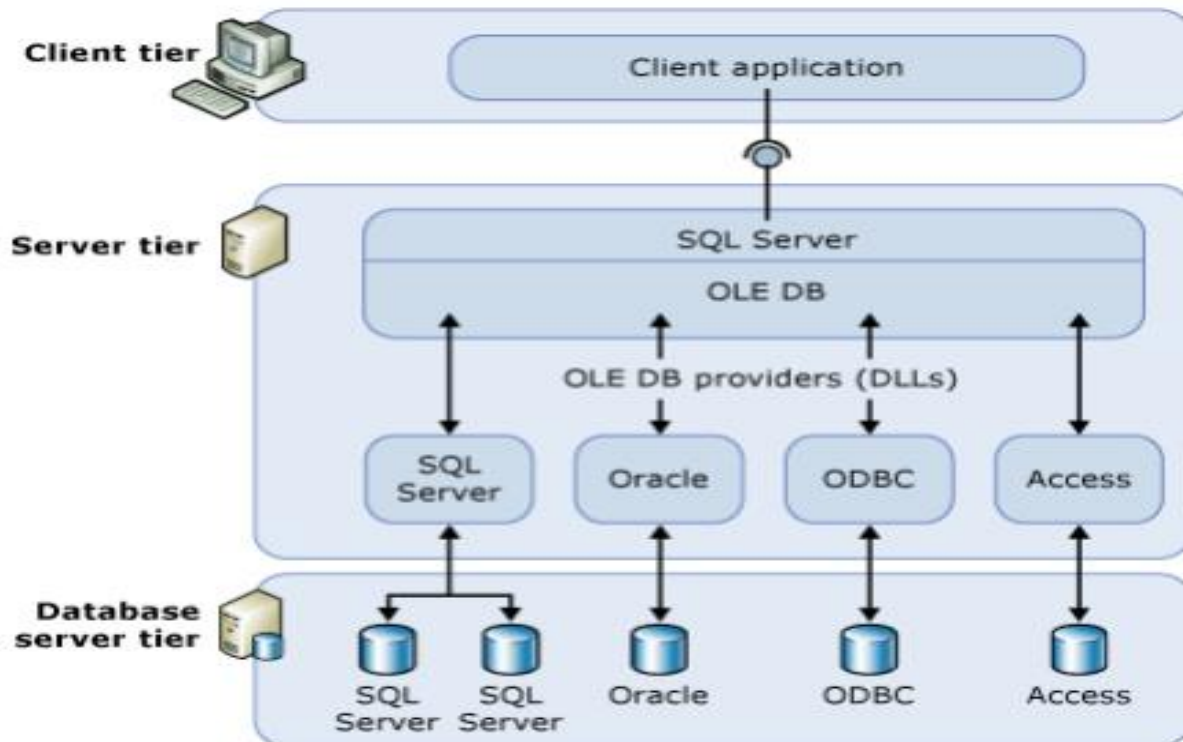 Client tier
Client application
Server tier
SQL Server
OLE DB
OLE DB providers (DLLs)
SQL
Server
Oracle
ODBC
Access
Database
server tier
SQL
Server
SQL
Server
Oracle
ODBC
Access